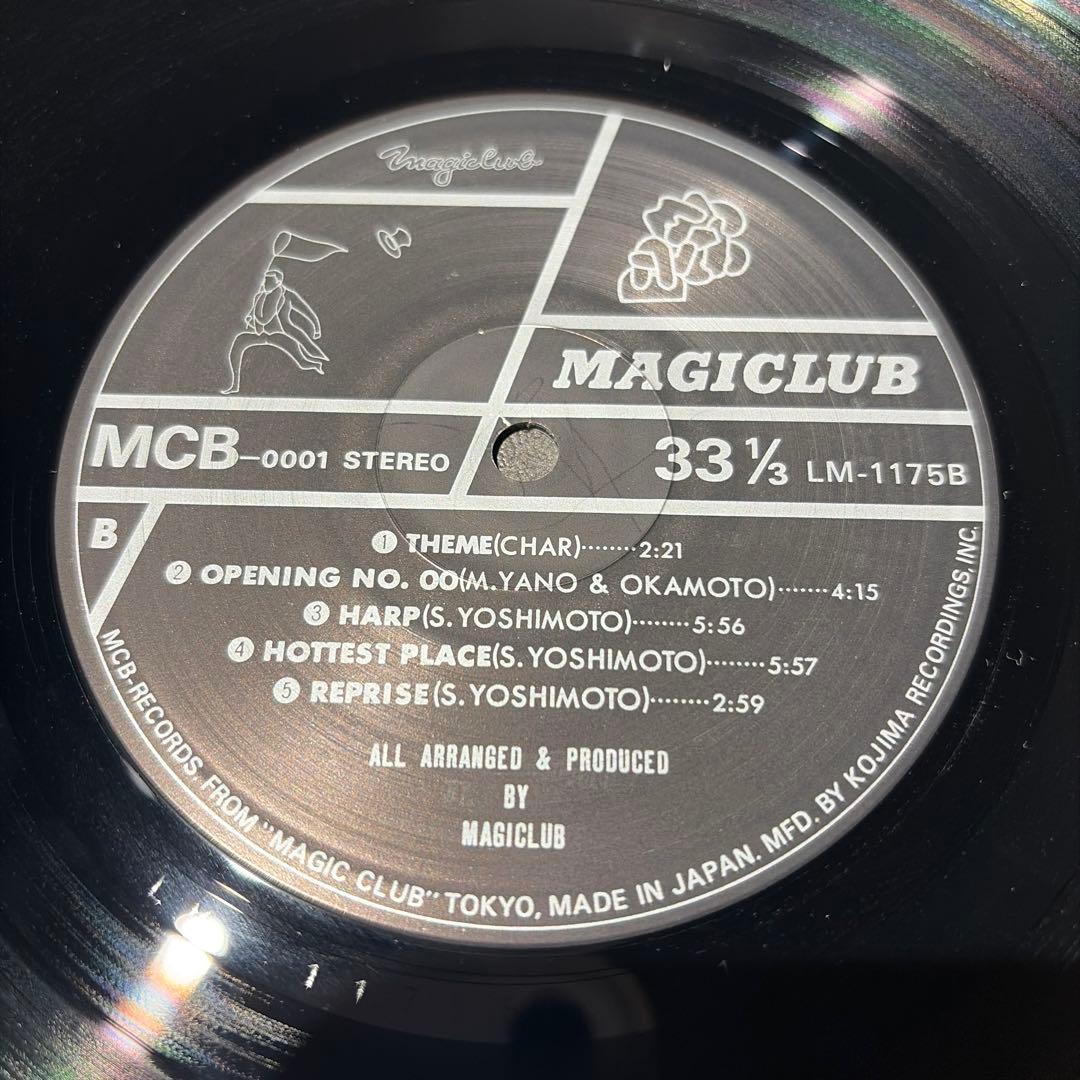 Magiclub
MAGICLUB
MCB-0001 STEREO
33 1/3 LM-1175B
B
① THEME(CHAR)········2:21
② OPENING NO. 00(M.YANO & OKAMOTO)·······4:15
③ HARP(S.YOSHIMOTO)········5:56
④ HOTTEST PLACE(S.YOSHIMOTO)········5:57
⑤ REPRISE(S.YOSHIMOTO)········2:59
ALL ARRANGED & PRODUCED
BY
MAGICLUB
MCB-RECORDS, FROM "MAGIC CLUB" TOKYO, MADE IN JAPAN. MFD. BY KOJIMA RECORDINGS, INC.